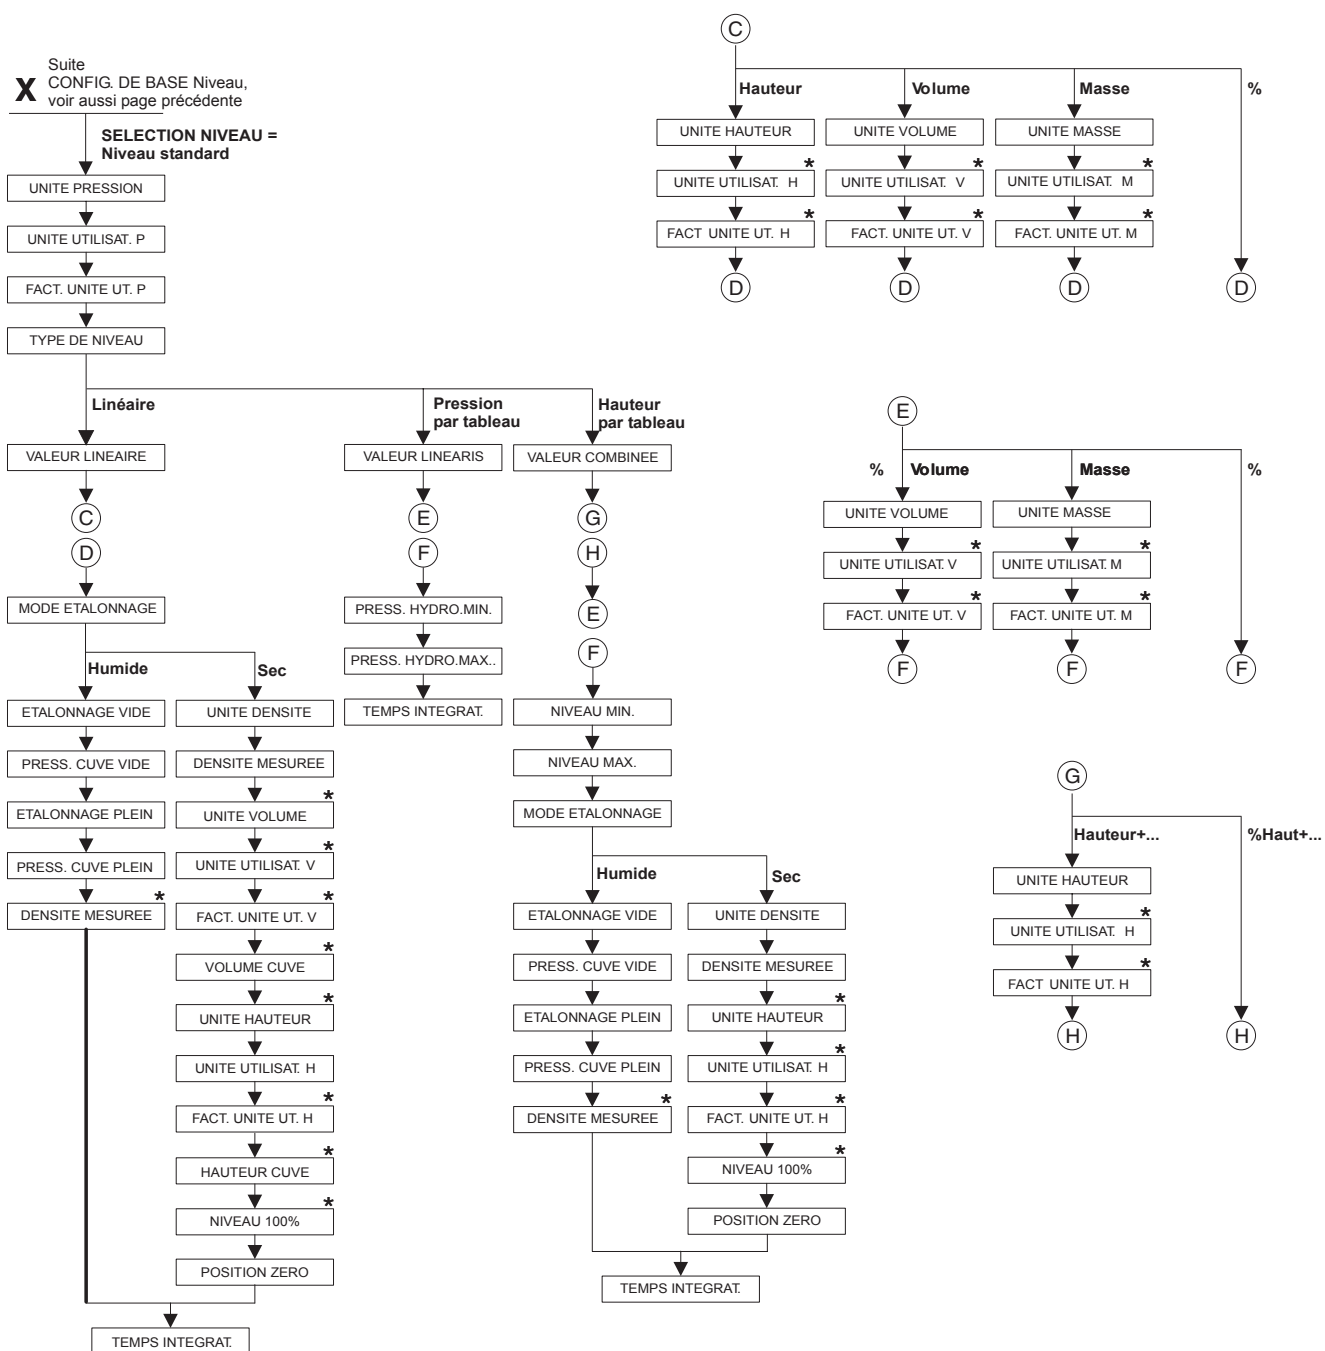 X
Suite
CONFIG. DE BASE Niveau,
voir aussi page précédente
SELECTION NIVEAU =
Niveau standard
UNITE PRESSION
UNITE UTILISAT. P
FACT. UNITE UT. P
TYPE DE NIVEAU
Linéaire
VALEUR LINEAIRE
C
D
MODE ETALONNAGE
Humide
ETALONNAGE VIDE
PRESS. CUVE VIDE
ETALONNAGE PLEIN
PRESS. CUVE PLEIN
*
DENSITE MESUREE
Sec
UNITE DENSITE
DENSITE MESUREE
*
UNITE VOLUME
*
UNITE UTILISAT. V
*
FACT. UNITE UT. V
*
VOLUME CUVE
*
UNITE HAUTEUR
UNITE UTILISAT. H
*
FACT. UNITE UT. H
*
HAUTEUR CUVE
*
NIVEAU 100%
POSITION ZERO
TEMPS INTEGRAT.
Pression
par tableau
VALEUR LINEARIS
E
F
PRESS. HYDRO.MIN.
PRESS. HYDRO.MAX..
TEMPS INTEGRAT.
Hauteur
par tableau
VALEUR COMBINEE
G
H
E
F
NIVEAU MIN.
NIVEAU MAX.
MODE ETALONNAGE
Humide
ETALONNAGE VIDE
PRESS. CUVE VIDE
ETALONNAGE PLEIN
PRESS. CUVE PLEIN
*
DENSITE MESUREE
Sec
UNITE DENSITE
DENSITE MESUREE
*
UNITE HAUTEUR
*
UNITE UTILISAT. H
*
FACT. UNITE UT. H
*
NIVEAU 100%
POSITION ZERO
TEMPS INTEGRAT.
C
Hauteur
UNITE HAUTEUR
*
UNITE UTILISAT. H
*
FACT UNITE UT. H
D
Volume
UNITE VOLUME
*
UNITE UTILISAT. V
*
FACT. UNITE UT. V
D
Masse
UNITE MASSE
*
UNITE UTILISAT. M
*
FACT. UNITE UT. M
D
%
D
E
% Volume
UNITE VOLUME
*
UNITE UTILISAT. V
*
FACT. UNITE UT. V
F
Masse
UNITE MASSE
*
UNITE UTILISAT. M
*
FACT. UNITE UT. M
F
%
F
G
Hauteur+...
UNITE HAUTEUR
*
UNITE UTILISAT. H
*
FACT UNITE UT. H
H
%Haut+...
H